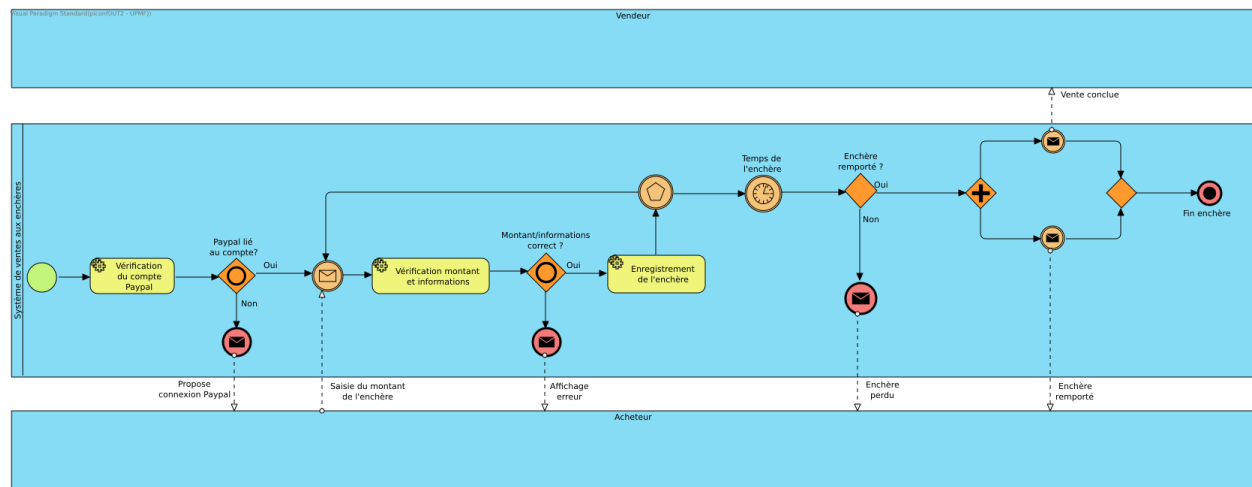 Visual Paradigm Standard(picon(IUT2 - UPMF))
Vendeur
Vente conclue
Système de ventes aux enchères
Temps de
l'enchère
Enchère
remporté ?
Oui
Non
Paypal lié
au compte?
Oui
Non
Montant/informations
correct ?
Oui
Vérification
du compte
Paypal
Vérification montant
et informations
Enregistrement
de l'enchère
Fin enchère
Propose
connexion Paypal
Saisie du montant
de l'enchère
Affichage
erreur
Enchère
perdu
Enchère
remporté
Acheteur